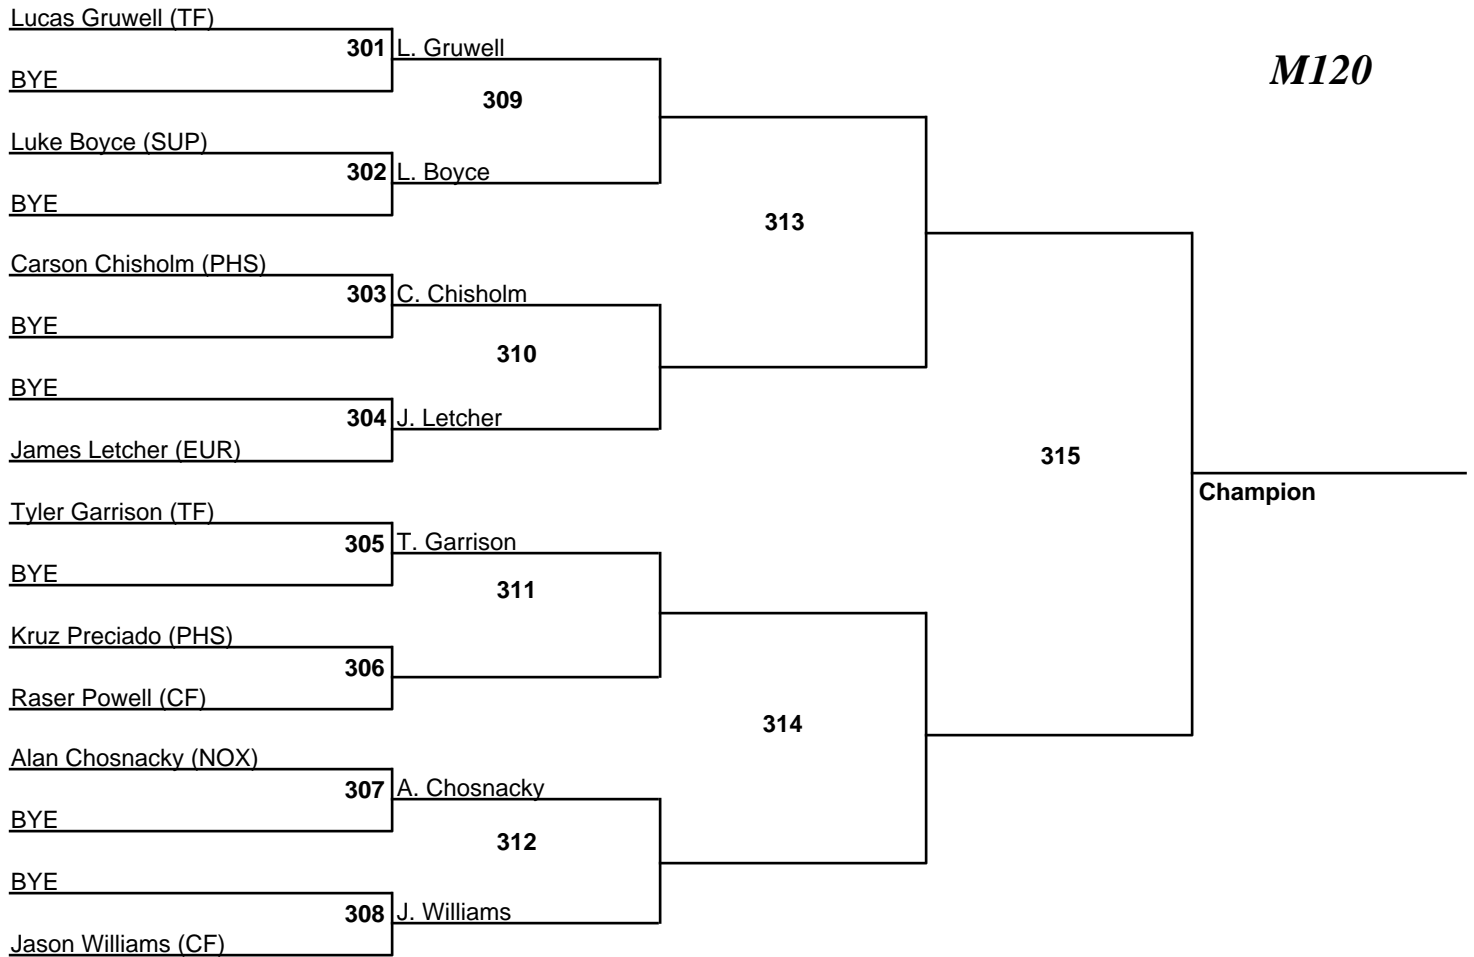 Lucas Gruwell (TF)
301 L. Gruwell
M120
BYE
309
Luke Boyce (SUP)
302 L. Boyce
BYE
313
Carson Chisholm (PHS)
303 C. Chisholm
BYE
310
BYE
304 J. Letcher
James Letcher (EUR)
315
Champion
Tyler Garrison (TF)
305 T. Garrison
BYE
311
Kruz Preciado (PHS)
306
Raser Powell (CF)
314
Alan Chosnacky (NOX)
307 A. Chosnacky
BYE
312
BYE
308 J. Williams
Jason Williams (CF)